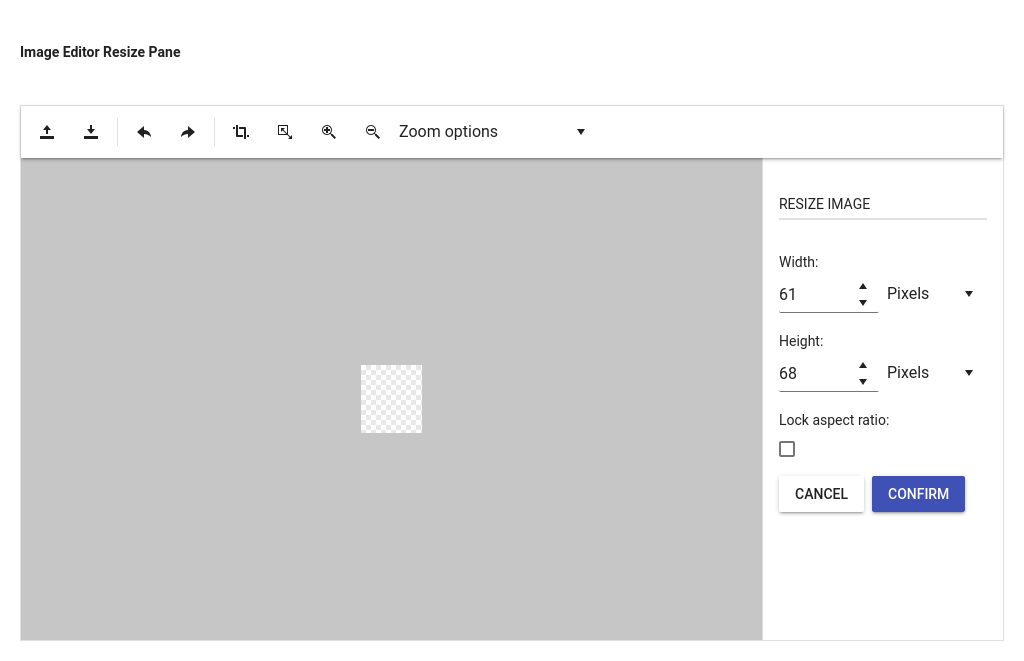 Image Editor Resize Pane
Zoom options
RESIZE IMAGE
Width:
61 Pixels
Height:
68 Pixels
Lock aspect ratio:
CANCEL CONFIRM